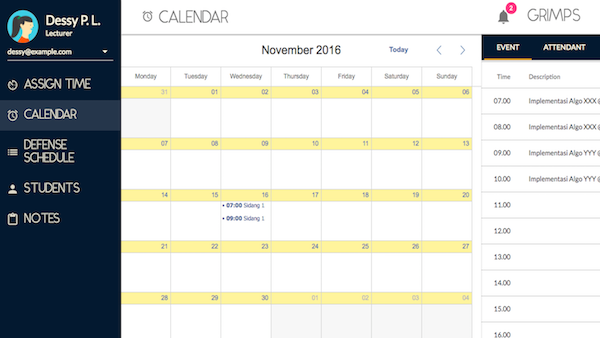 Dessy P. L.
Lecturer
dessy@example.com
ASSIGN TIME
CALENDAR
DEFENSE
SCHEDULE
STUDENTS
NOTES
CALENDAR
November 2016
Today
Monday Tuesday Wednesday Thursday Friday Saturday Sunday
31 01 02 03 04 05 06
07 08 09 10 11 12 13
14 15 16 17 18 19 20
• 07:00 Sidang 1
• 09:00 Sidang 1
21 22 23 24 25 26 27
28 29 30 01 02 03 04
2
GRIMPS
EVENT ATTENDANT
Time Description
07.00 Implementasi Algo XXX @
08.00 Implementasi Algo XXX @
09.00 Implementasi Algo YYY @
10.00 Implementasi Algo YYY @
11.00
12.00
13.00
14.00
15.00
16.00